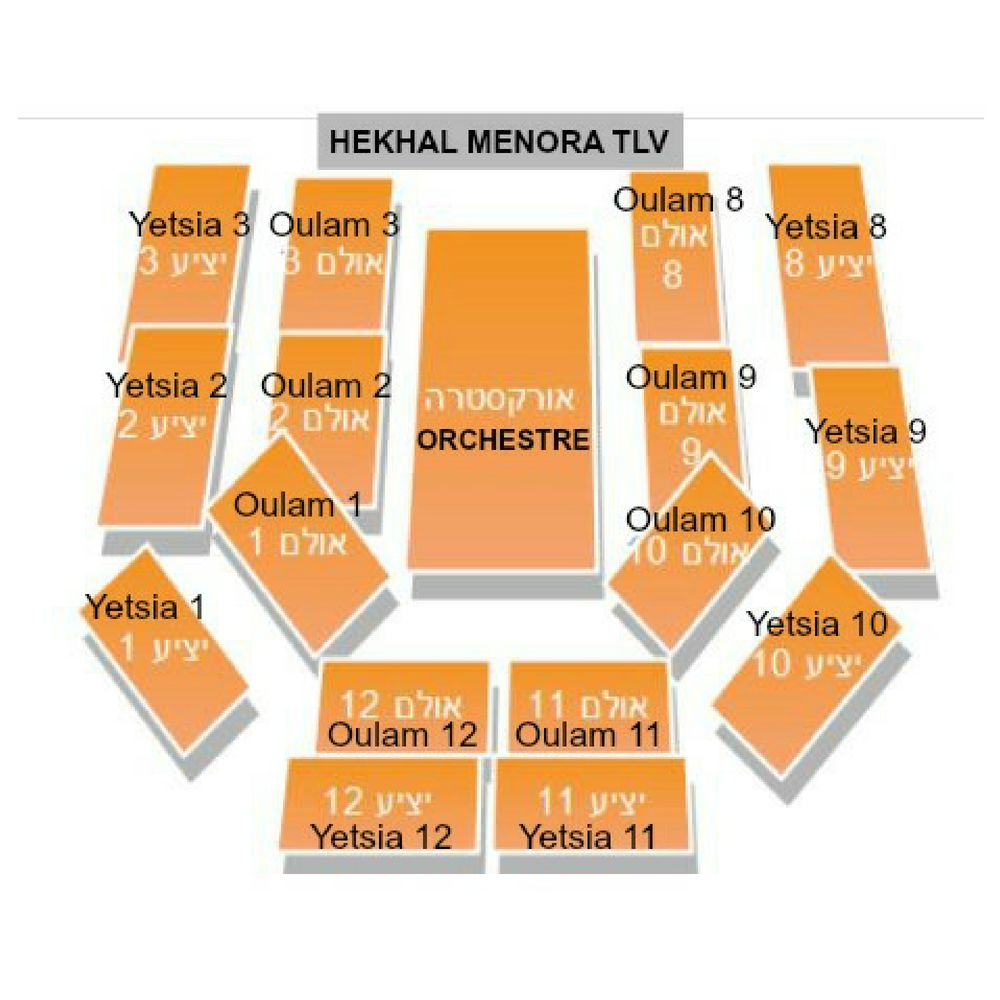 HEKHAL MENORA TLV
Yetsia 3
יציע 3
Oulam 3
אולם 3
Oulam 8
אולם
8
Yetsia 8
יציע 8
Yetsia 2
יציע 2
Oulam 2
אולם 2
אורקסטרה
ORCHESTRE
Oulam 9
אולם
9
Yetsia 9
יציע 9
Oulam 1
אולם 1
Oulam 10
אולם 10
Yetsia 1
יציע 1
Yetsia 10
יציע 10
אולם 12
Oulam 12
אולם 11
Oulam 11
יציע 12
Yetsia 12
יציע 11
Yetsia 11